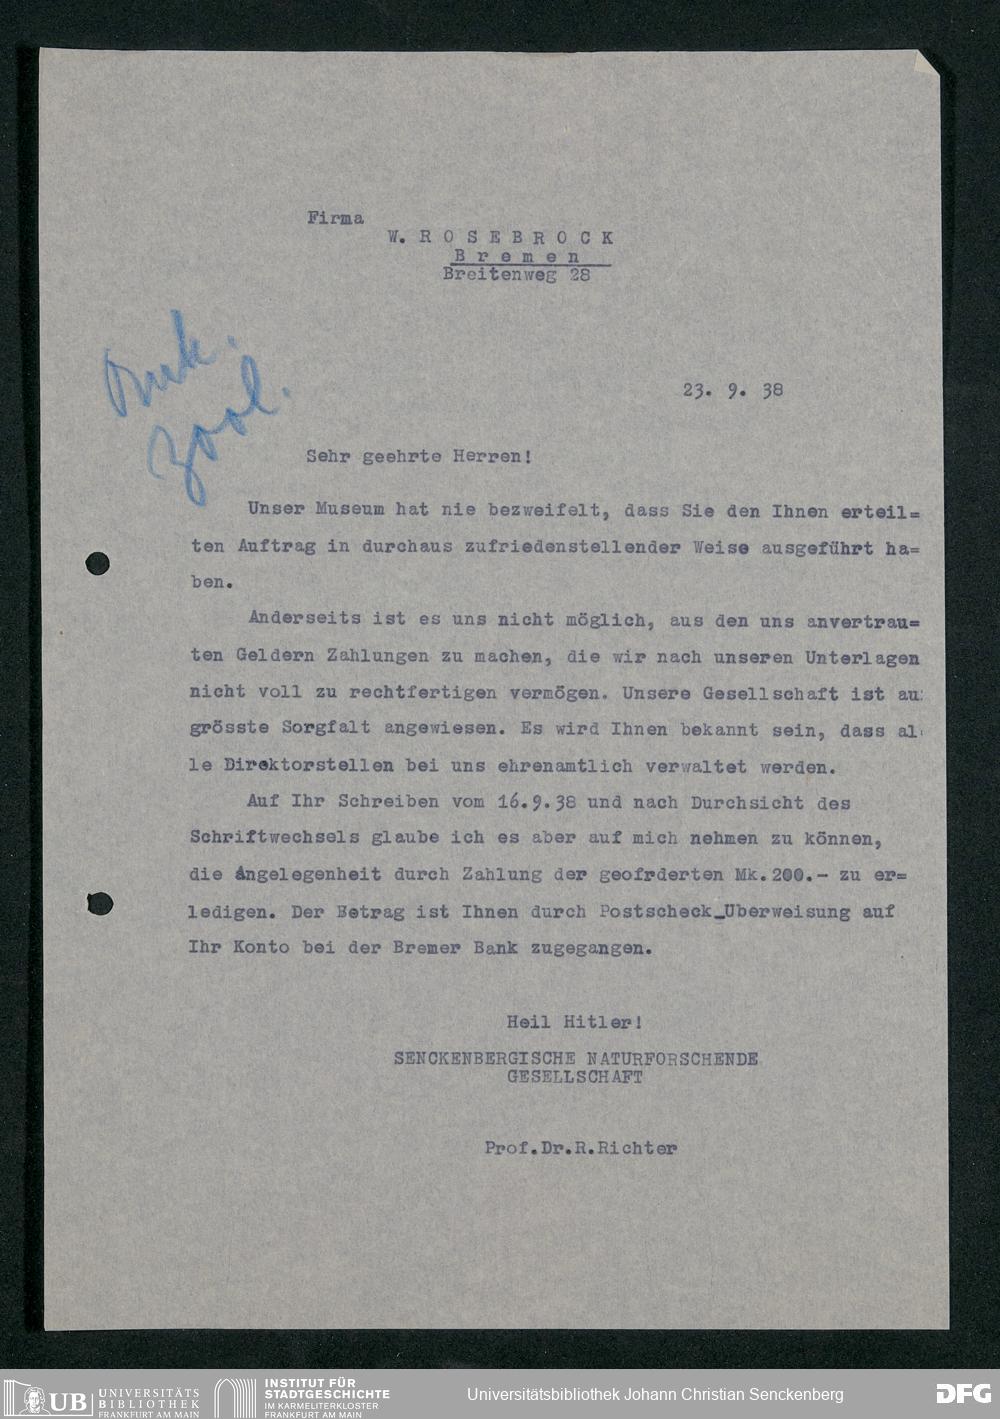 Firma
W. R O S E B R O C K
B r e m e n
Breitenweg 28
zool.
23. 9. 38
Sehr geehrte Herren!
Unser Museum hat nie bezweifelt, dass Sie den Ihnen erteil=
ten Auftrag in durchaus zufriedenstellender Weise ausgeführt ha=
ben.
Anderseits ist es uns nicht möglich, aus den uns anvertrau=
ten Geldern Zahlungen zu machen, die wir nach unseren Unterlagen
nicht voll zu rechtfertigen vermögen. Unsere Gesellschaft ist au
grösste Sorgfalt angewiesen. Es wird Ihnen bekannt sein, dass al
le Direktorstellen bei uns ehrenamtlich verwaltet werden.
Auf Ihr Schreiben vom 16.9.38 und nach Durchsicht des
Schriftwechsels glaube ich es aber auf mich nehmen zu können,
die Angelegenheit durch Zahlung der geofrderten Mk.200.- zu er=
ledigen. Der Betrag ist Ihnen durch Postscheck_Uberweisung auf
Ihr Konto bei der Bremer Bank zugegangen.
Heil Hitler!
SENCKENBERGISCHE NATURFORSCHENDE
GESELLSCHAFT
Prof.Dr.R.Richter
UB UNIVERSITÄTS
BIBLIOTHEK
FRANKFURT AM MAIN
INSTITUT FÜR
STADTGESCHICHTE
IM KARMELITERKLOSTER
FRANKFURT AM MAIN
Universitätsbibliothek Johann Christian Senckenberg
DFG